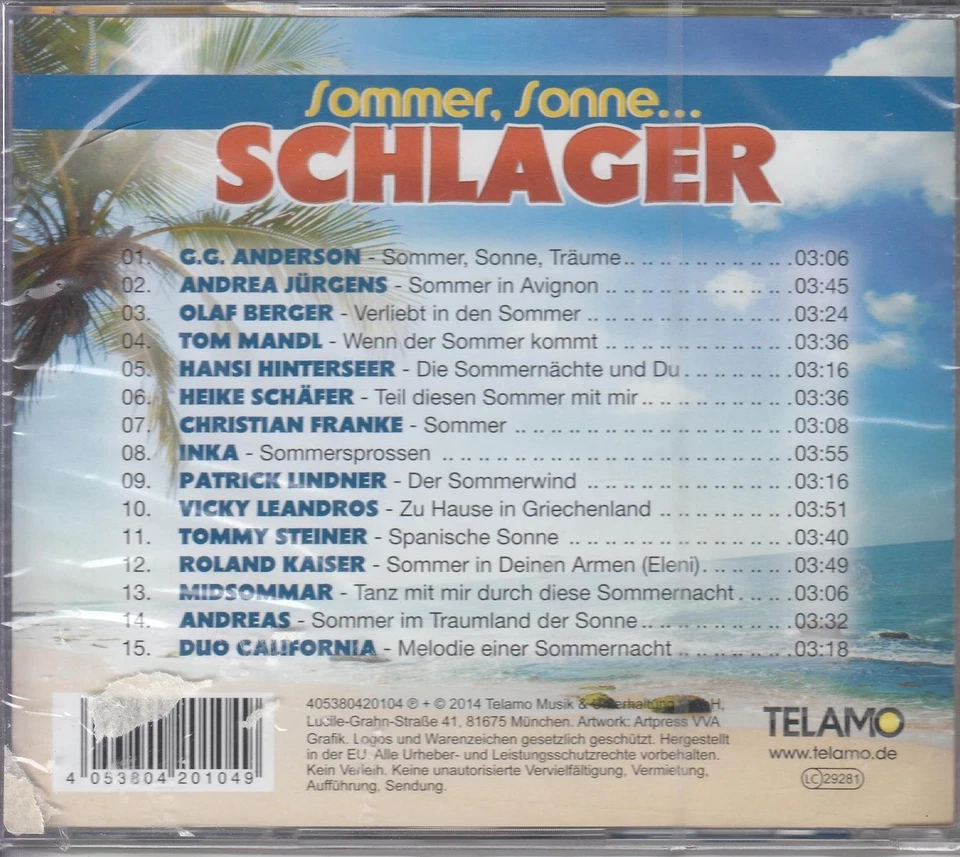 Sommer, Sonne...
SCHLAGER
01. G.G. ANDERSON - Sommer, Sonne, Träume 03:06
02. ANDREA JÜRGENS - Sommer in Avignon 03:45
03. OLAF BERGER - Verliebt in den Sommer 03:24
04. TOM MANDL - Wenn der Sommer kommt 03:36
05. HANSI HINTERSEER - Die Sommernächte und Du 03:16
06. HEIKE SCHÄFER - Teil diesen Sommer mit mir 03:36
07. CHRISTIAN FRANKE - Sommer 03:08
08. INKA - Sommersprossen 03:55
09. PATRICK LINDNER - Der Sommerwind 03:16
10. VICKY LEANDROS - Zu Hause in Griechenland 03:51
11. TOMMY STEINER - Spanische Sonne 03:40
12. ROLAND KAISER - Sommer in Deinen Armen (Eleni) 03:49
13. MIDSOMMAR - Tanz mit mir durch diese Sommernacht 03:06
14. ANDREAS - Sommer im Traumland der Sonne 03:32
15. DUO CALIFORNIA - Melodie einer Sommernacht 03:18
405380420104 ℗ + © 2014 Telamo Musik & Unterhaltung GmbH,
Lucile-Grahn-Straße 41, 81675 München. Artwork: Artpress VVA
Grafik. Logos und Warenzeichen gesetzlich geschützt. Hergestellt
in der EU. Alle Urheber- und Leistungsschutzrechte vorbehalten.
Kein Verleih. Keine unautorisierte Vervielfältigung, Vermietung,
Aufführung, Sendung.
4 053804 201049
TELAMO
www.telamo.de
LC 29281